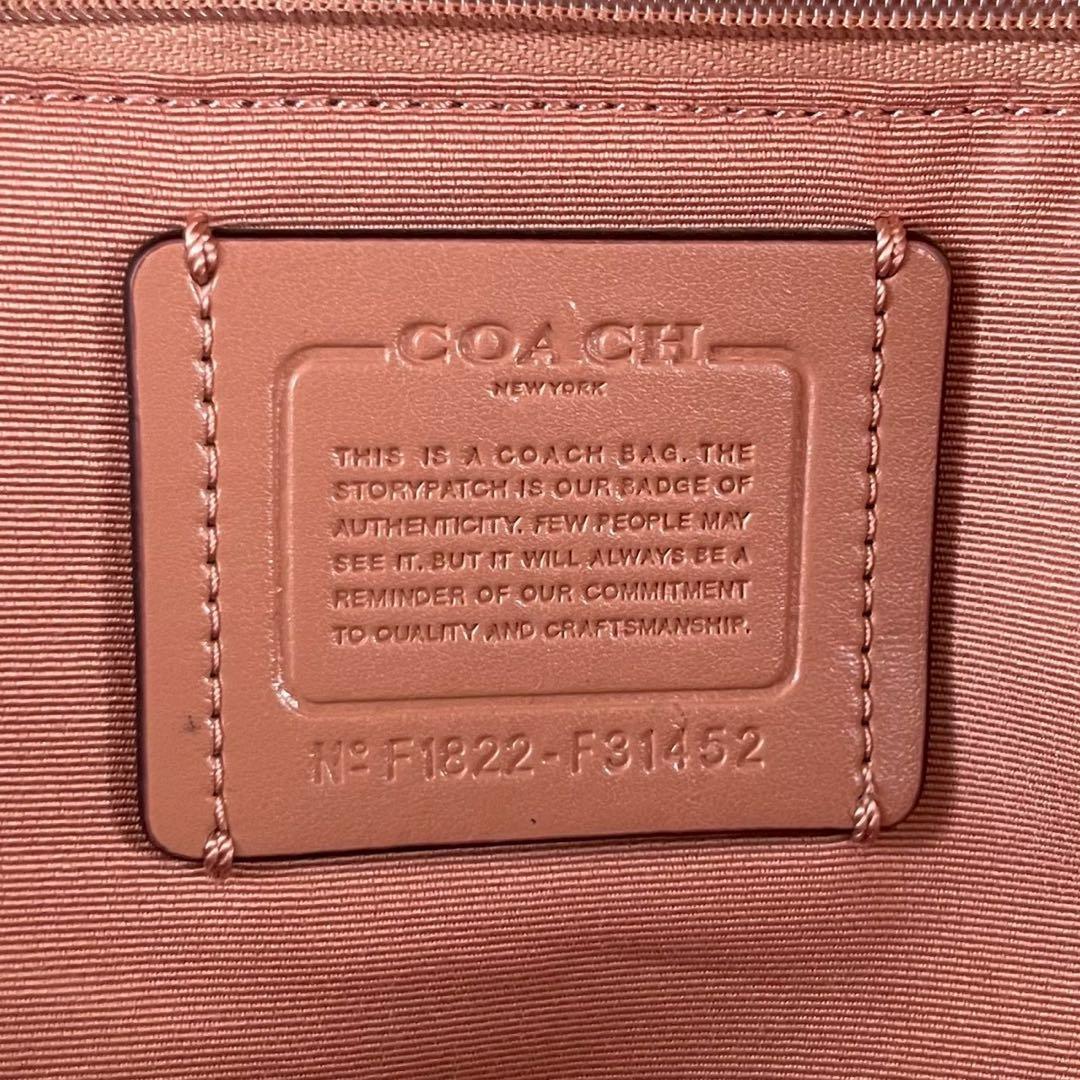 COACH
NEW YORK
THIS IS A COACH BAG. THE
STORYPATCH IS OUR BADGE OF
AUTHENTICITY. FEW PEOPLE MAY
SEE IT. BUT IT WILL ALWAYS BE A
REMINDER OF OUR COMMITMENT
TO QUALITY AND CRAFTSMANSHIP.
Nº F1822-F31452